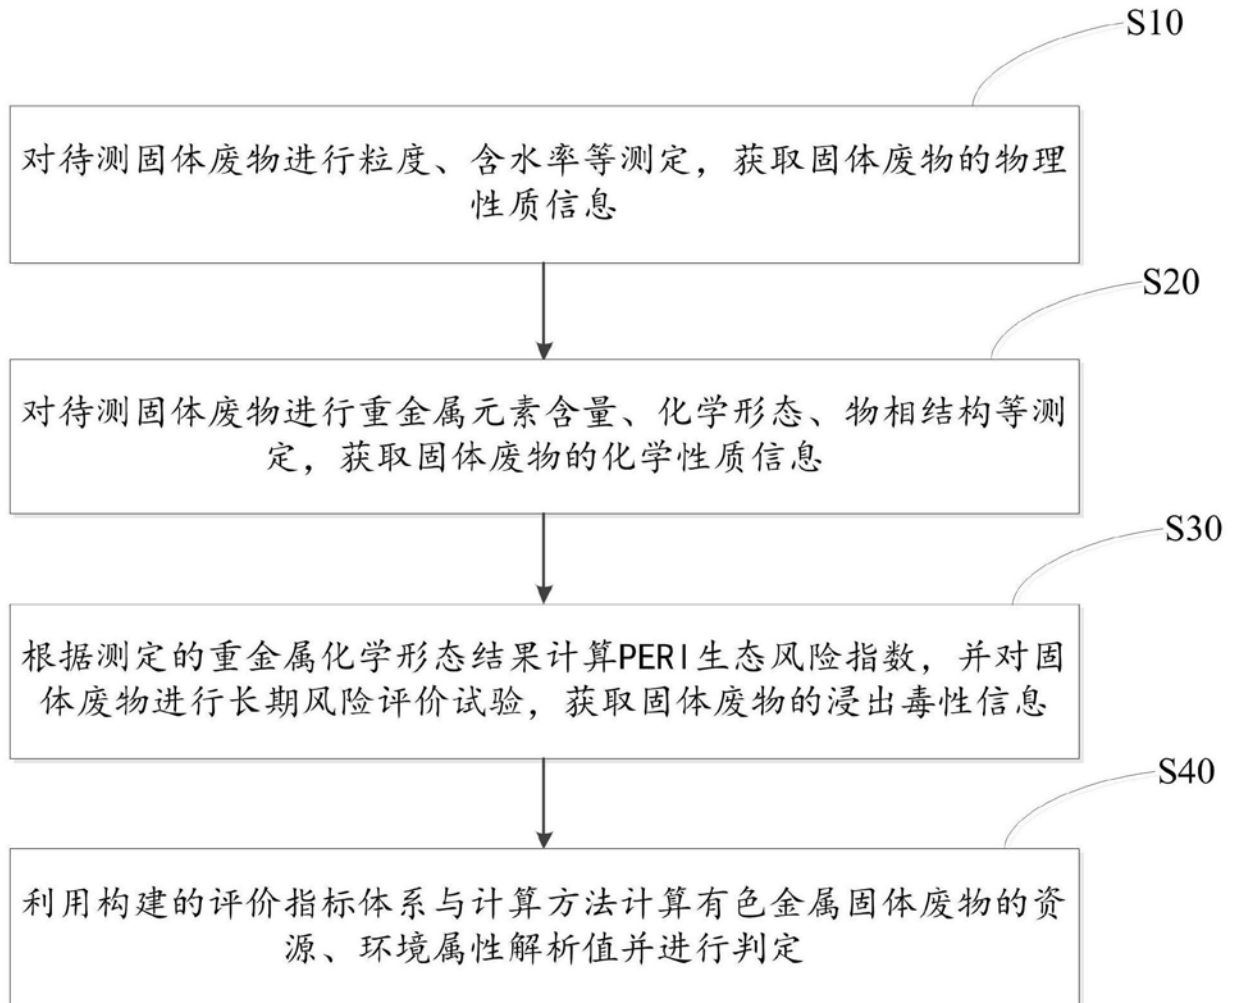 S10
对待测固体废物进行粒度、含水率等测定，获取固体废物的物理
性质信息
S20
对待测固体废物进行重金属元素含量、化学形态、物相结构等测
定，获取固体废物的化学性质信息
S30
根据测定的重金属化学形态结果计算PERI生态风险指数，并对固
体废物进行长期风险评价试验，获取固体废物的浸出毒性信息
S40
利用构建的评价指标体系与计算方法计算有色金属固体废物的资
源、环境属性解析值并进行判定